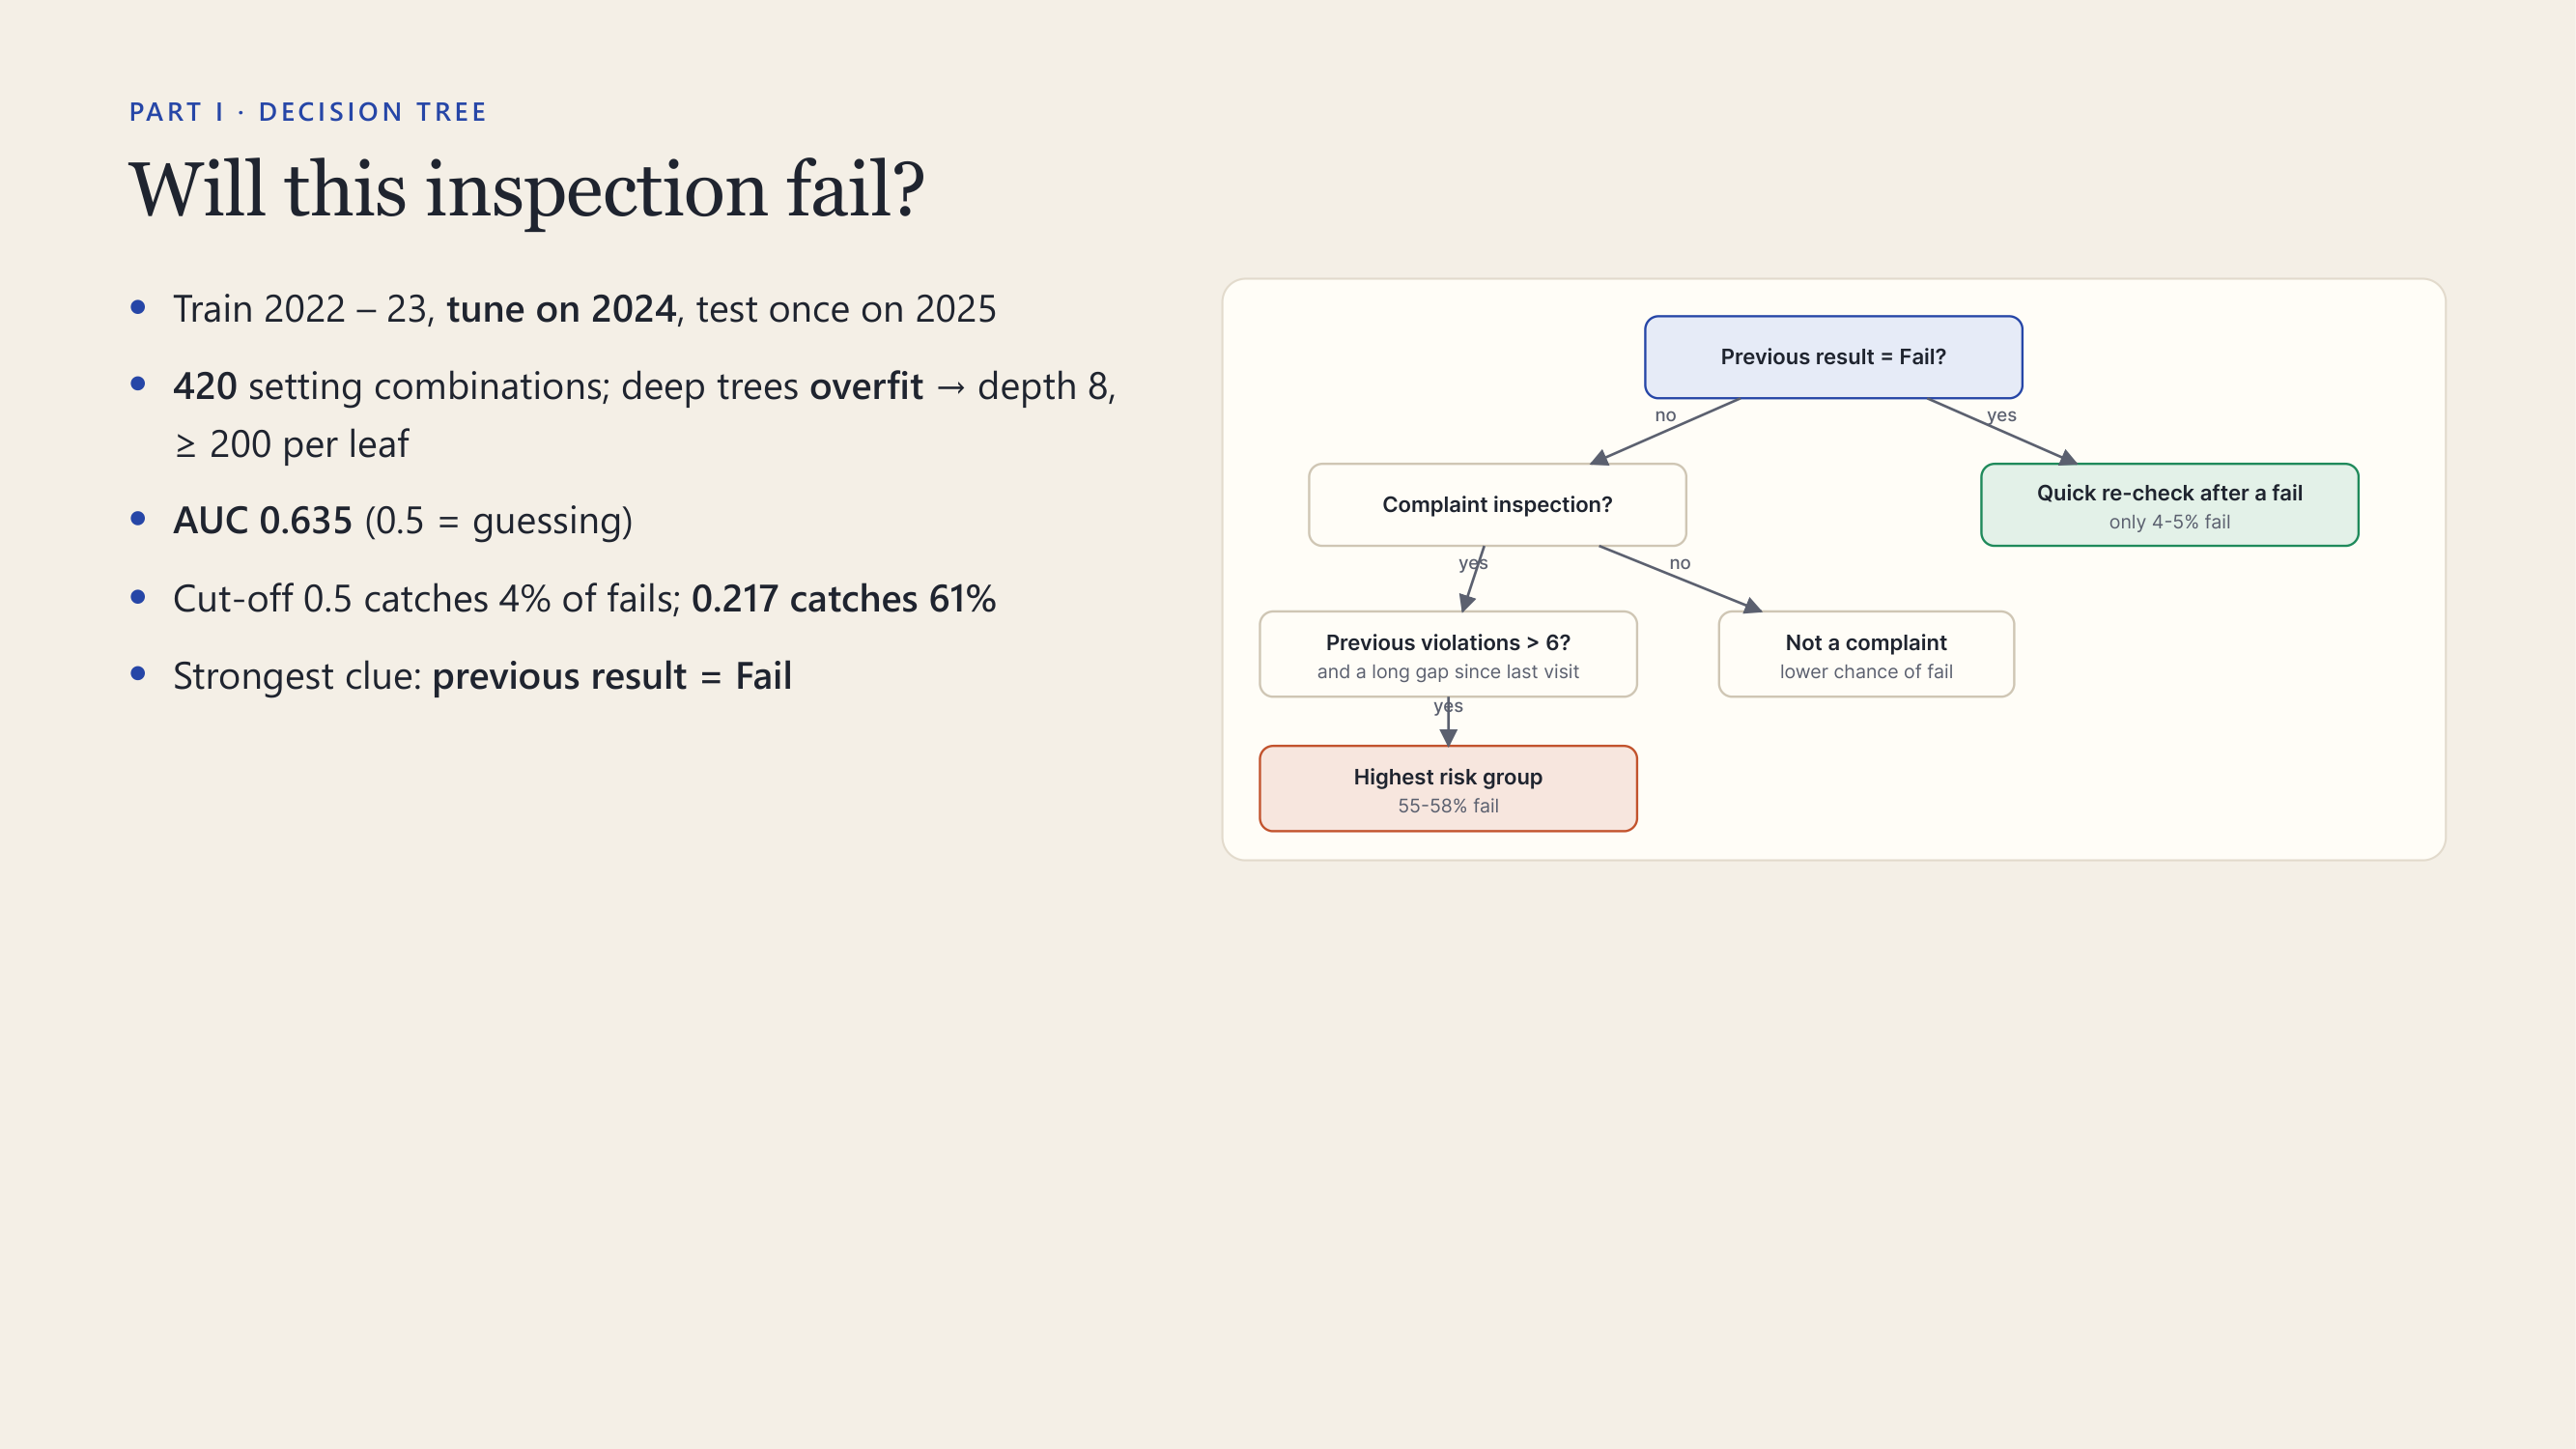 PART I · DECISION TREE
Will this inspection fail?
Train 2022 – 23, tune on 2024, test once on 2025
420 setting combinations; deep trees overfit → depth 8,
≥ 200 per leaf
AUC 0.635 (0.5 = guessing)
Cut-off 0.5 catches 4% of fails; 0.217 catches 61%
Strongest clue: previous result = Fail
Previous result = Fail?
no
yes
Complaint inspection?
Quick re-check after a fail
only 4-5% fail
yes
no
Previous violations > 6?
and a long gap since last visit
Not a complaint
lower chance of fail
yes
Highest risk group
55-58% fail